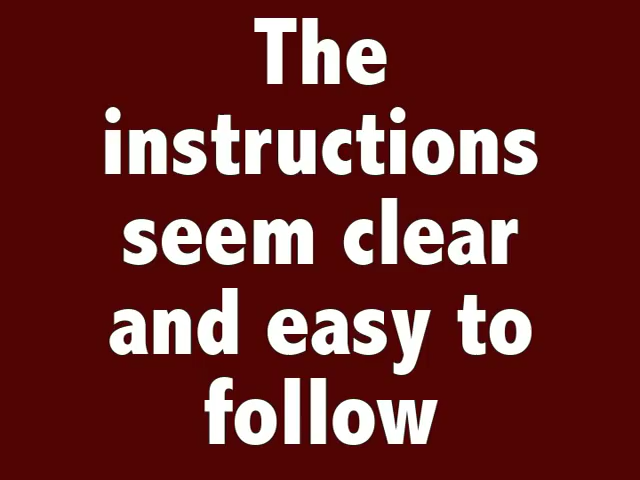 The
instructions
seem clear
and easy to
follow